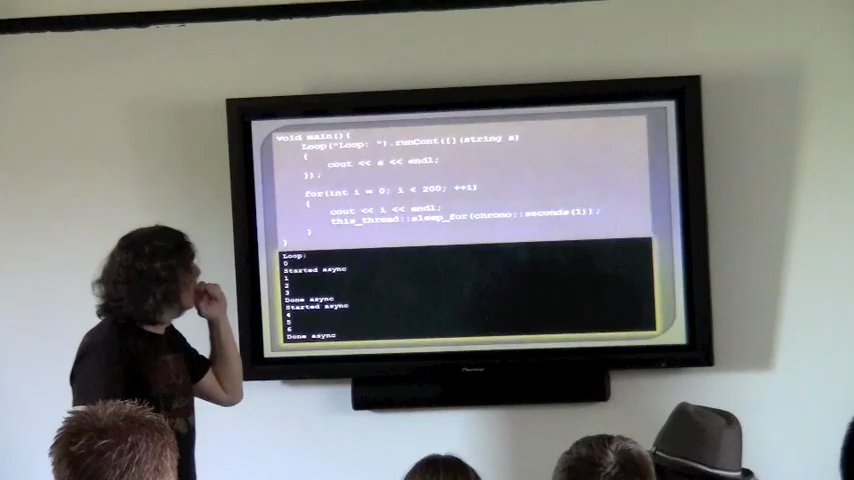 void main(){
Loop("Loop: ").runCont([](string s)
{
cout << s << endl;
});
for(int i = 0; i < 200; ++i)
{
cout << i << endl;
this_thread::sleep_for(chrono::seconds(1));
}
}
Loop:
0
Started async
1
2
3
Done async
Started async
4
5
6
Done async
Pioneer